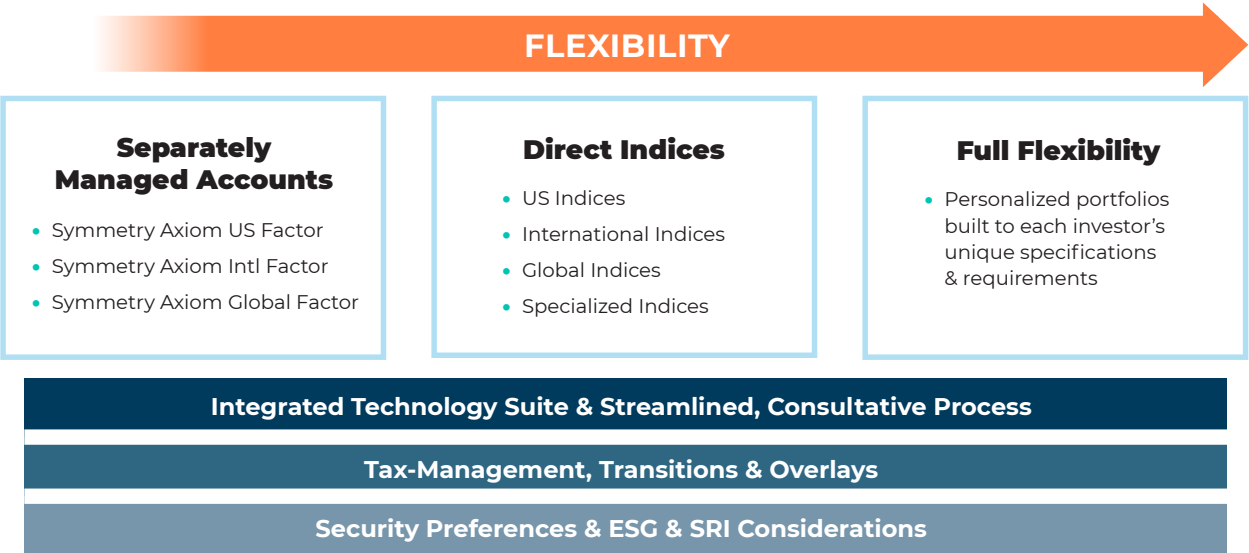 FLEXIBILITY
Separately
Managed Accounts
• Symmetry Axiom US Factor
• Symmetry Axiom Intl Factor
• Symmetry Axiom Global Factor
Direct Indices
• US Indices
• International Indices
• Global Indices
• Specialized Indices
Full Flexibility
• Personalized portfolios
built to each investor’s
unique specifications
& requirements
Integrated Technology Suite & Streamlined, Consultative Process
Tax-Management, Transitions & Overlays
Security Preferences & ESG & SRI Considerations